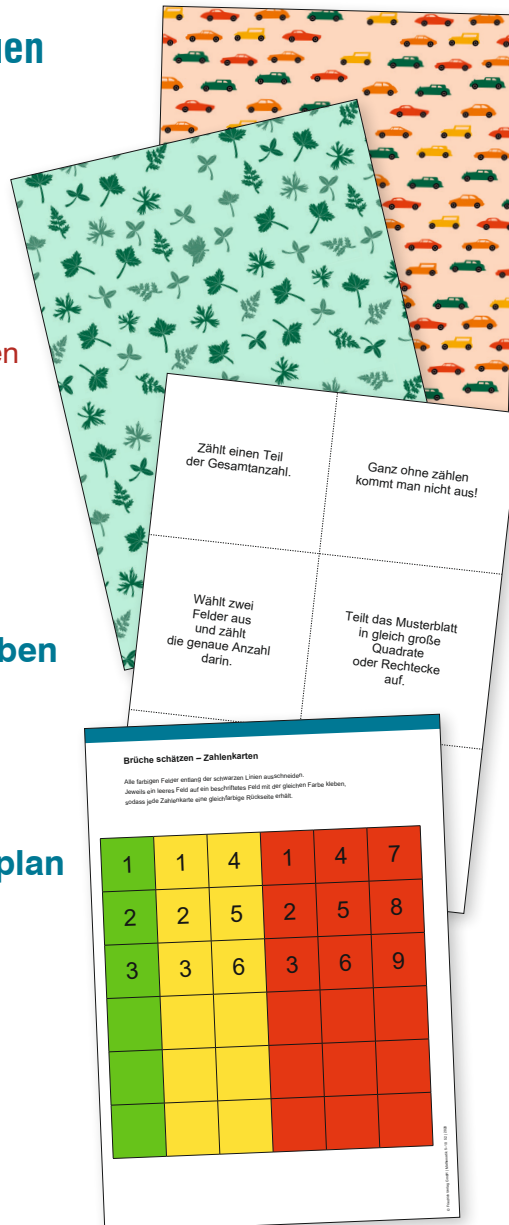 uen
en
Zählt einen Teil
der Gesamtanzahl.
Ganz ohne zählen
kommt man nicht aus!
Wählt zwei
Felder aus
und zählt
die genaue Anzahl
darin.
Teilt das Musterblatt
in gleich große
Quadrate
oder Rechtecke
auf.
ben
plan
Brüche schätzen – Zahlenkarten
Alle farbigen Felder entlang der schwarzen Linien ausschneiden.
Jeweils ein leeres Feld auf ein beschriftetes Feld mit der gleichen Farbe kleben,
sodass jede Zahlenkarte eine gleichfarbige Rückseite erhält.
1 1 4 1 4 7
2 2 5 2 5 8
3 3 6 3 6 9